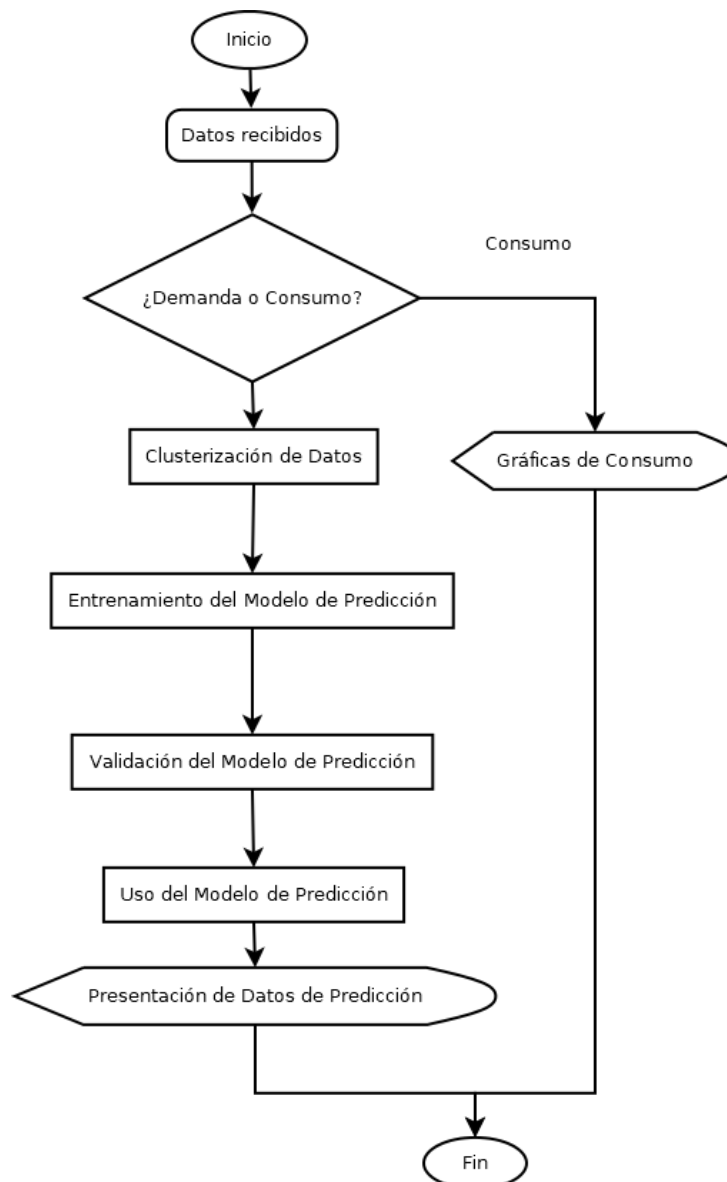 Inicio
Datos recibidos
Consumo
¿Demanda o Consumo?
Clusterización de Datos
Gráficas de Consumo
Entrenamiento del Modelo de Predicción
Validación del Modelo de Predicción
Uso del Modelo de Predicción
Presentación de Datos de Predicción
Fin